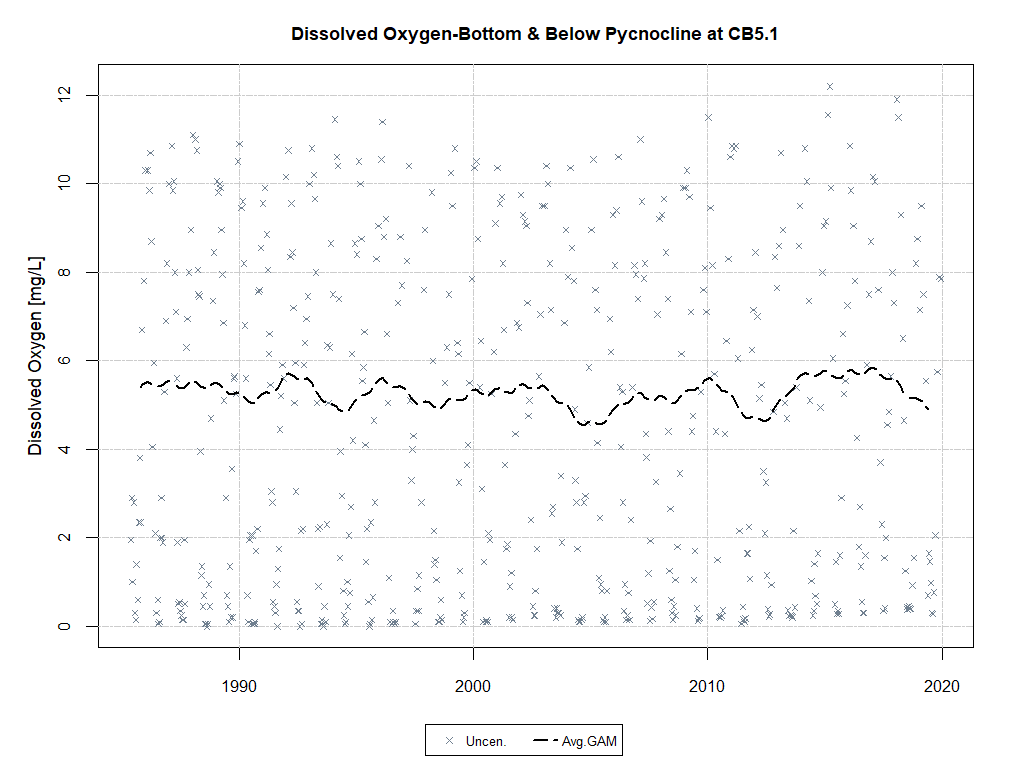 Dissolved Oxygen-Bottom & Below Pycnocline at CB5.1
Dissolved Oxygen [mg/L]
12
10
8
6
4
2
0
1990 2000 2010 2020
Uncen. Avg.GAM